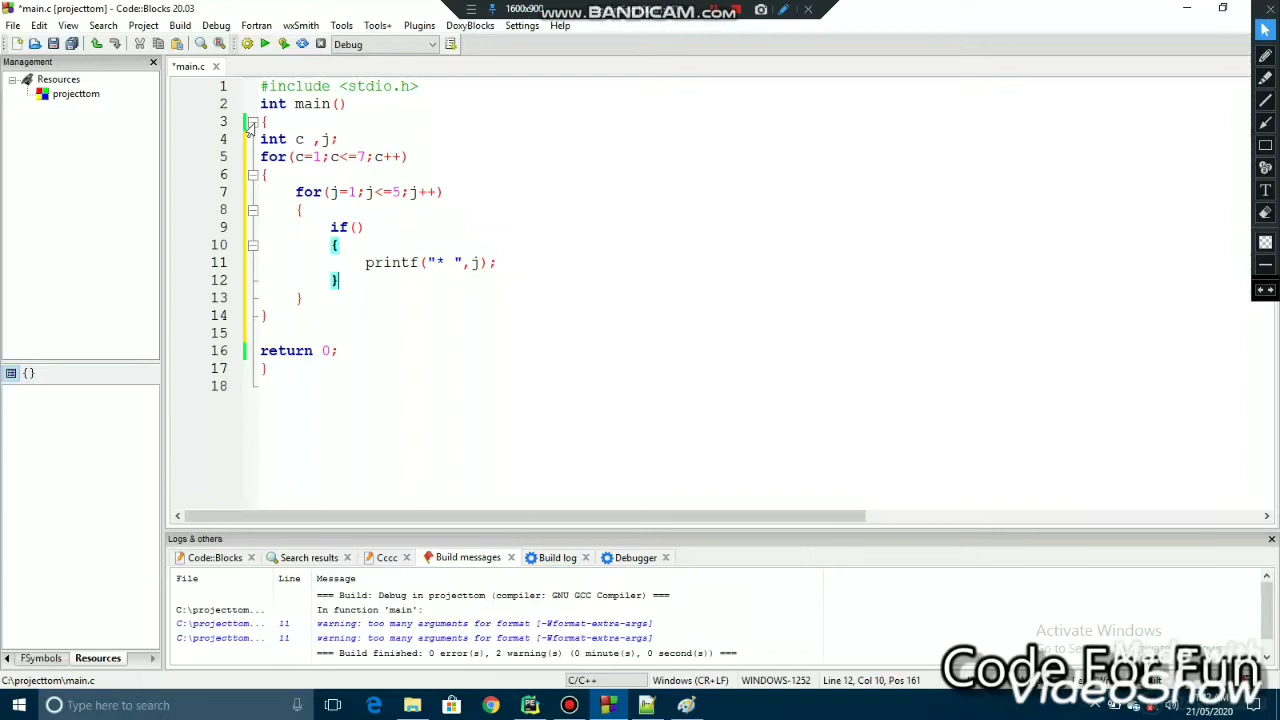 *main.c [projecttom] - Code::Blocks 20.03
1600x900
www.BANDICAM.com
File Edit View Search Project Build Debug Fortran wxSmith Tools Tools+ Plugins DoxyBlocks Settings Help
Debug
Management
*main.c
Resources
projecttom
1 #include <stdio.h>
2 int main()
3 {
4 int c ,j;
5 for(c=1;c<=7;c++)
6 {
7 for(j=1;j<=5;j++)
8 {
9 if()
10 {
11 printf("* ",j);
12 }
13 }
14 }
15
16 return 0;
17 }
18
{}
FSymbols Resources
Logs & others
Code::Blocks Search results Cccc Build messages Build log Debugger
File Line Message
=== Build: Debug in projecttom (compiler: GNU GCC Compiler) ===
C:\projecttom... In function 'main':
C:\projecttom... 11 warning: too many arguments for format [-Wformat-extra-args]
C:\projecttom... 11 warning: too many arguments for format [-Wformat-extra-args]
=== Build finished: 0 error(s), 2 warning(s) (0 minute(s), 0 second(s)) ===
Activate Windows
Code For Fun
VideoShow
C:\projecttom\main.c C/C++ Windows (CR+LF) WINDOWS-1252 Line 12, Col 10, Pos 161
Type here to search
21/05/2020